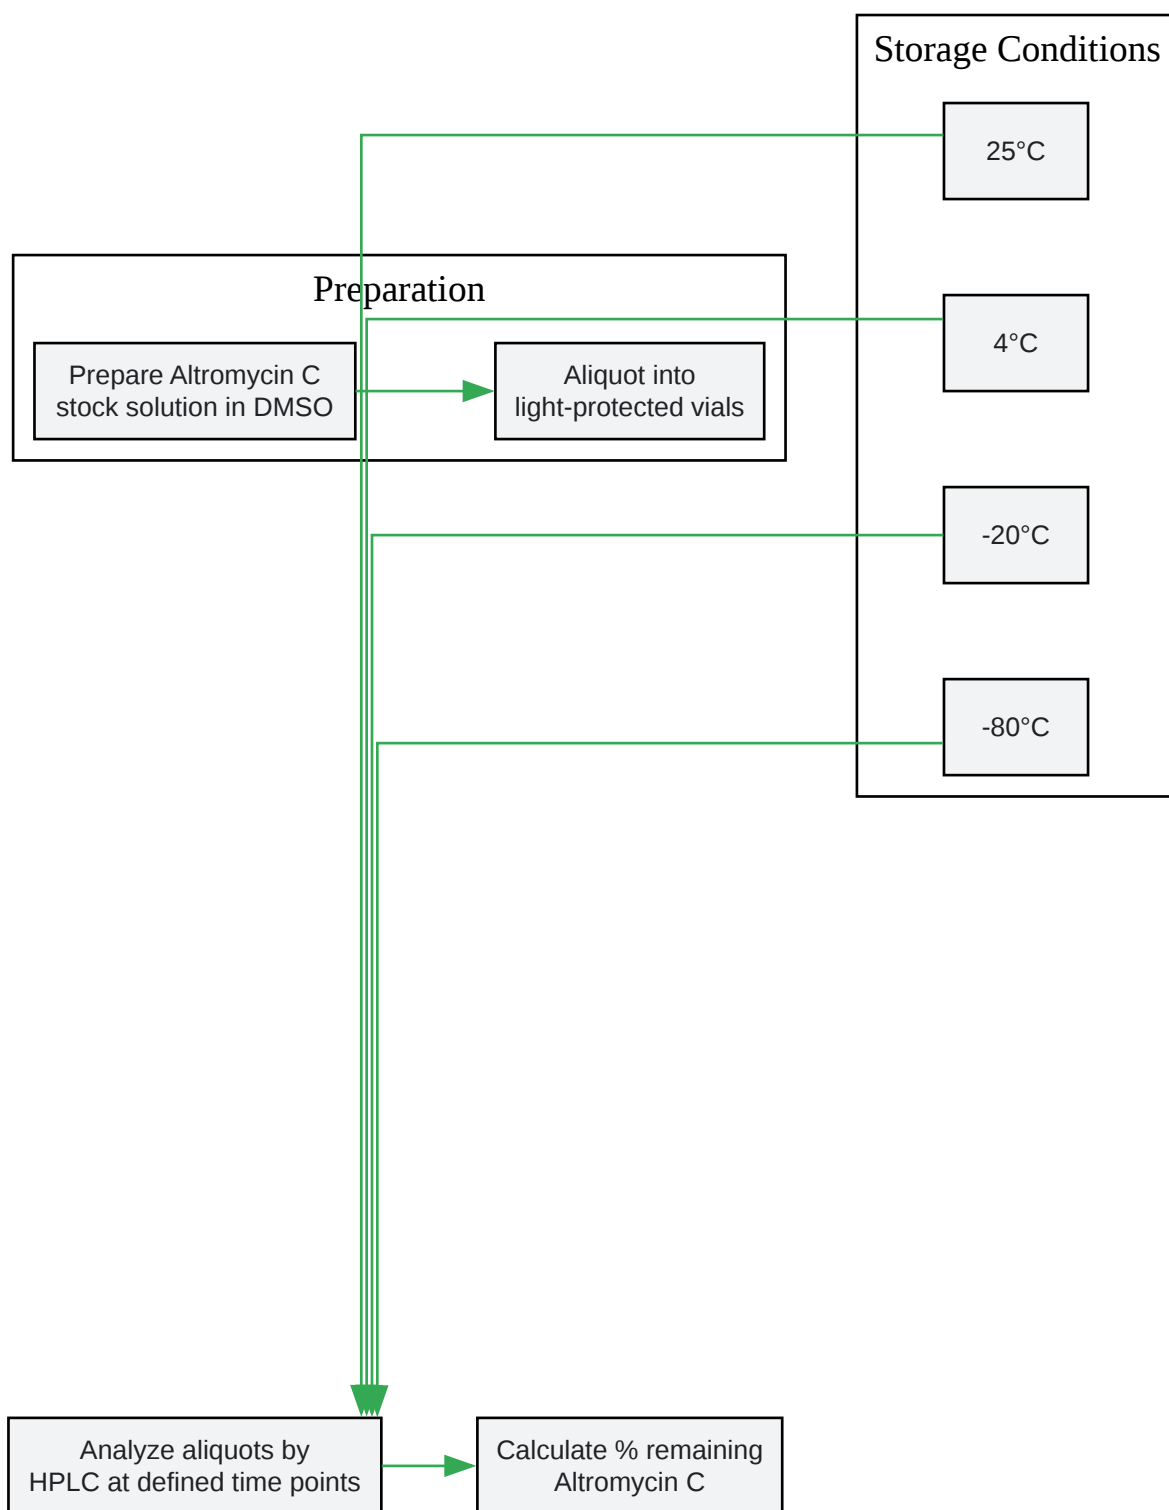 Storage Conditions
25°C
4°C
-20°C
-80°C
Preparation
Prepare Altromycin C
stock solution in DMSO
Aliquot into
light-protected vials
Analyze aliquots by
HPLC at defined time points
Calculate % remaining
Altromycin C